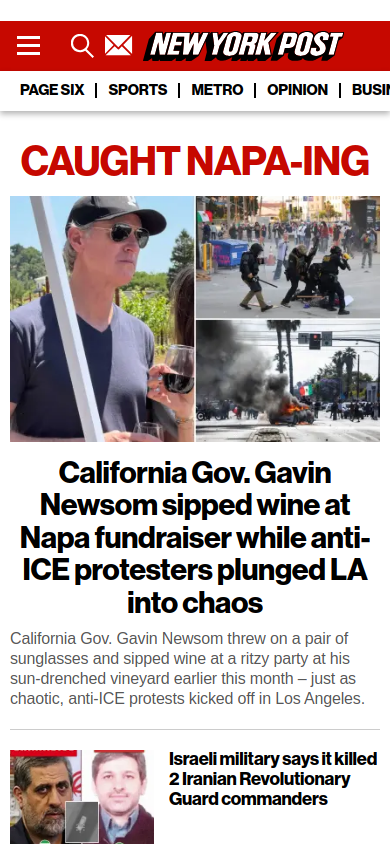 NEW YORK POST
PAGE SIX
SPORTS
METRO
OPINION
CAUGHT NAPA-ING
California Gov. Gavin
Newsom sipped wine at
Napa fundraiser while anti-
ICE protesters plunged LA
into chaos
California Gov. Gavin Newsom threw on a pair of
sunglasses and sipped wine at a ritzy party at his
sun-drenched vineyard earlier this month – just as
chaotic, anti-ICE protests kicked off in Los Angeles.
Israeli military says it killed
2 Iranian Revolutionary
Guard commanders